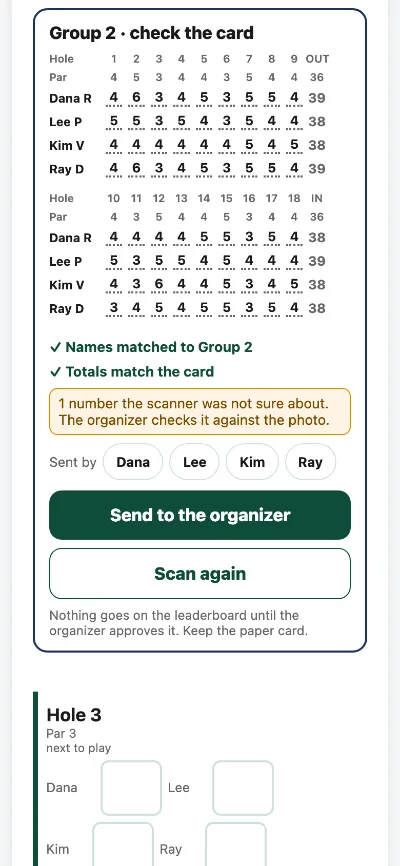 Group 2 · check the card
Hole 1 2 3 4 5 6 7 8 9 OUT
Par 4 5 3 4 4 3 5 4 4 36
Dana R 4 6 3 4 5 3 5 5 4 39
Lee P 5 5 3 5 4 3 5 4 4 38
Kim V 4 4 4 4 4 4 5 4 5 38
Ray D 4 6 3 4 5 3 5 5 4 39
Hole 10 11 12 13 14 15 16 17 18 IN
Par 4 3 5 4 4 5 3 4 4 36
Dana R 4 4 4 4 5 5 3 5 4 38
Lee P 5 3 5 5 4 5 4 4 4 39
Kim V 4 3 6 4 4 5 3 4 5 38
Ray D 3 4 5 4 5 5 3 5 4 38
✓ Names matched to Group 2
✓ Totals match the card
1 number the scanner was not sure about.
The organizer checks it against the photo.
Sent by Dana Lee Kim Ray
Send to the organizer
Scan again
Nothing goes on the leaderboard until the
organizer approves it. Keep the paper card.
Hole 3
Par 3
next to play
Dana Lee
Kim Ray